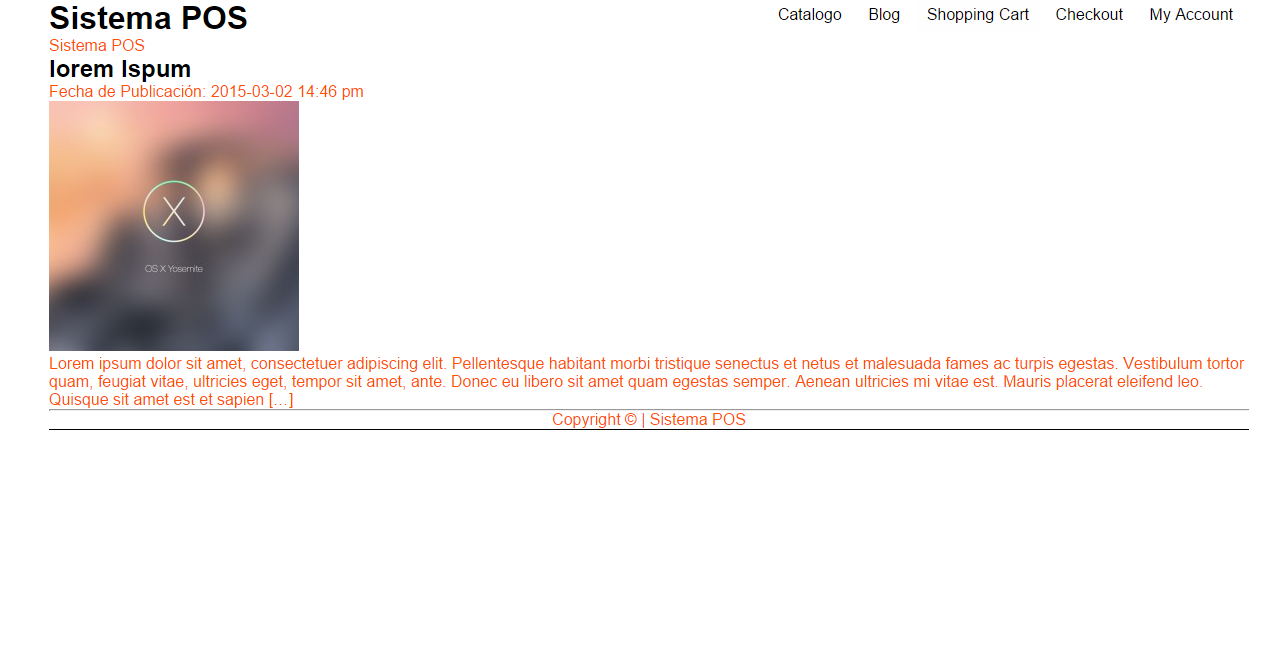 Sistema POS
Catalogo Blog Shopping Cart Checkout My Account
Sistema POS
lorem Ispum
Fecha de Publicación: 2015-03-02 14:46 pm
X
OS X Yosemite
Lorem ipsum dolor sit amet, consectetuer adipiscing elit. Pellentesque habitant morbi tristique senectus et netus et malesuada fames ac turpis egestas. Vestibulum tortor
quam, feugiat vitae, ultricies eget, tempor sit amet, ante. Donec eu libero sit amet quam egestas semper. Aenean ultricies mi vitae est. Mauris placerat eleifend leo.
Quisque sit amet est et sapien […]
Copyright © | Sistema POS